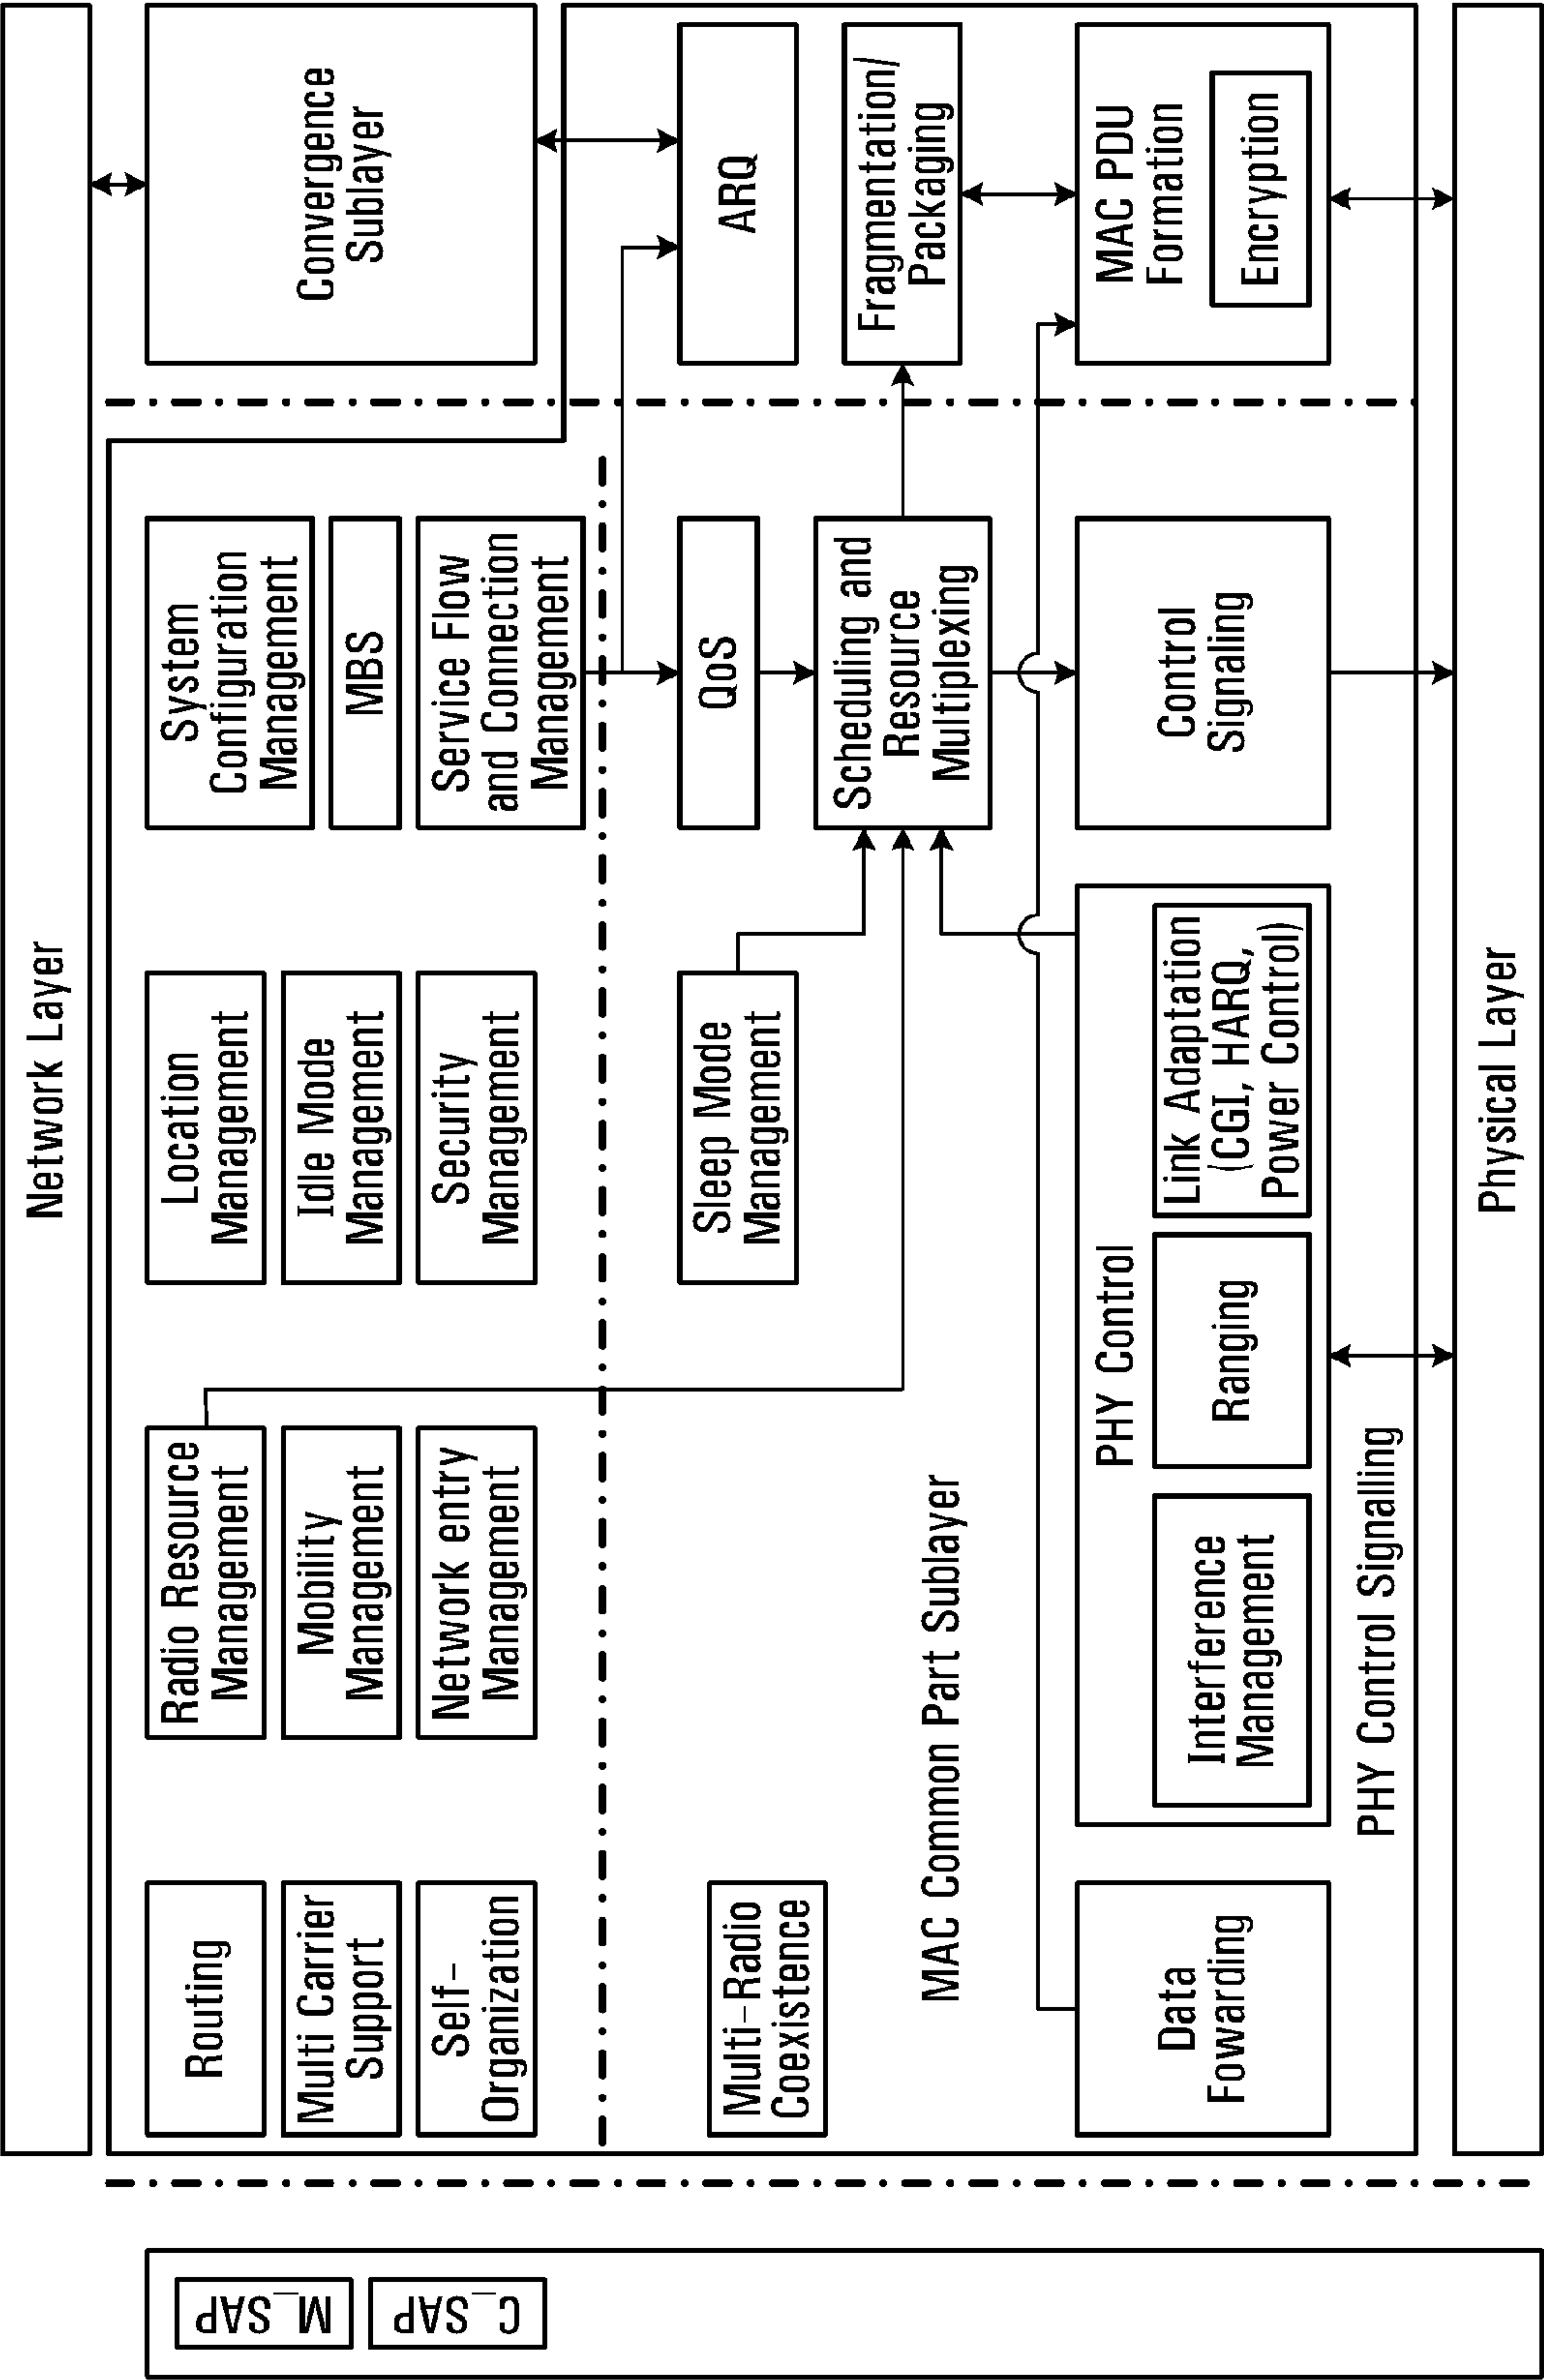 Network Layer
M_SAP
C_SAP
Routing
Multi Carrier
Support
Self-
Organization
Radio Resource
Management
Mobility
Management
Network entry
Management
Location
Management
Idle Mode
Management
Security
Management
System
Configuration
Management
MBS
Service Flow
and Connection
Management
Convergence
Sublayer
Multi-Radio
Coexistence
Sleep Mode
Management
QoS
ARQ
MAC Common Part Sublayer
Scheduling and
Resource
Multiplexing
Fragmentation/
Packaging
Data
Fowarding
PHY Control
Interference
Management
Ranging
Link Adaptation
(CGI, HARQ,
Power Control)
Control
Signaling
MAC PDU
Formation
Encryption
PHY Control Signalling
Physical Layer